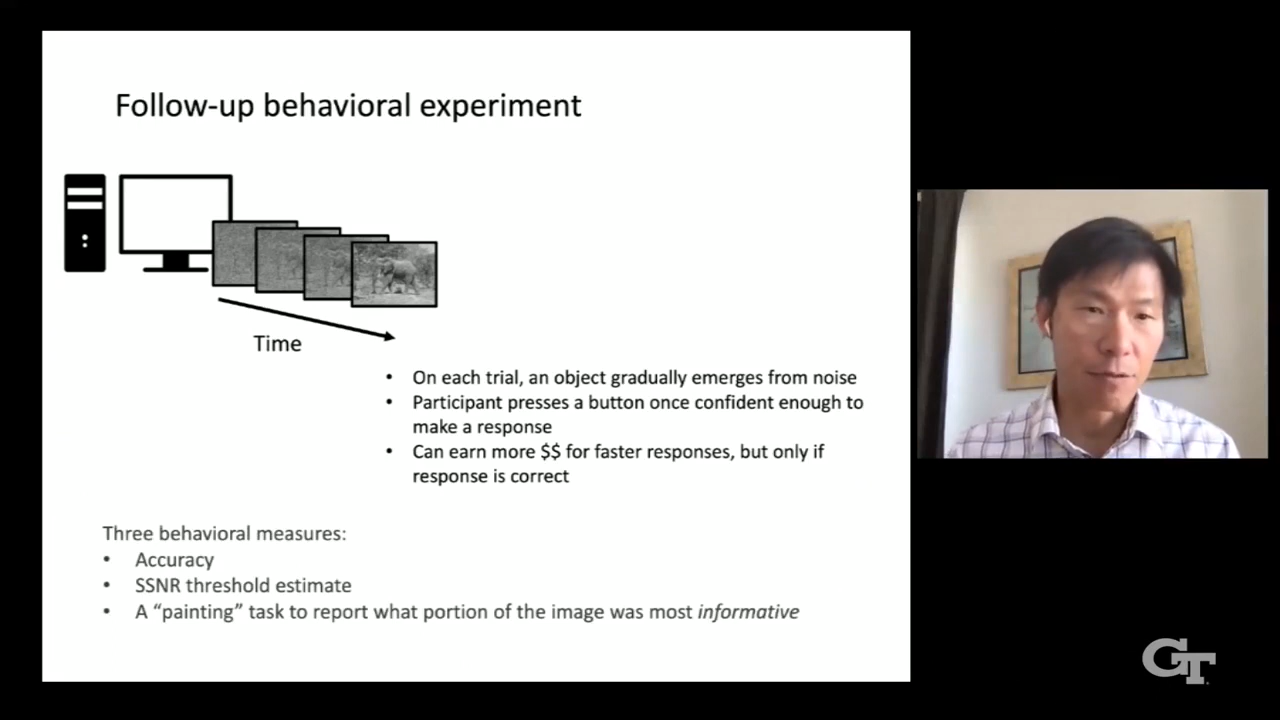 Follow-up behavioral experiment
Time
• On each trial, an object gradually emerges from noise
• Participant presses a button once confident enough to
make a response
• Can earn more $$ for faster responses, but only if
response is correct
Three behavioral measures:
• Accuracy
• SSNR threshold estimate
• A “painting” task to report what portion of the image was most informative
GT